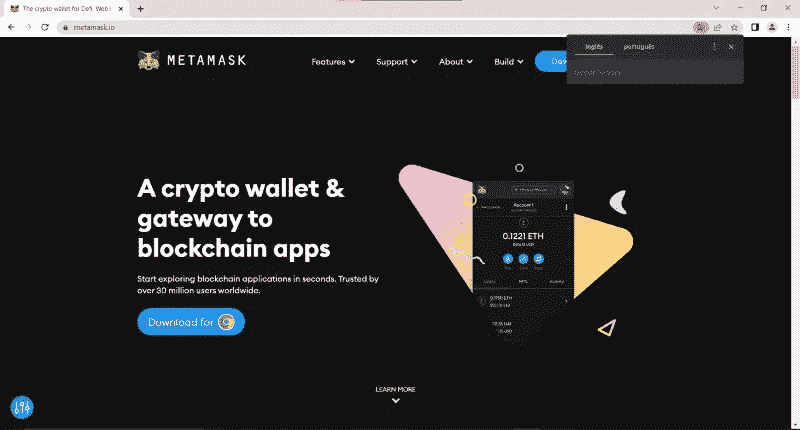 The crypto wallet for Defi, Web3
metamask.io
inglês português
METAMASK
Features Support About Build
A crypto wallet &
gateway to
blockchain apps
Start exploring blockchain applications in seconds. Trusted by
over 30 million users worldwide.
Download for
Account 1
0.1221 ETH
LEARN MORE